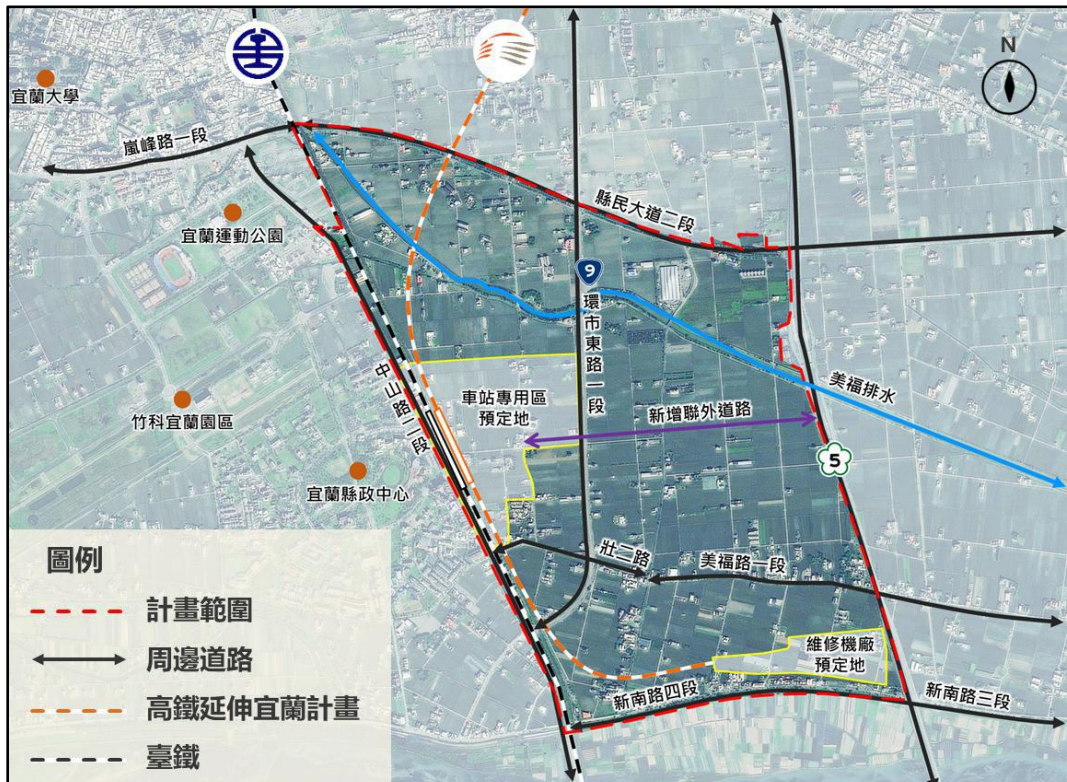 N
宜蘭大學
嵐峰路一段
宜蘭運動公園
縣民大道二段
9
環市東路一段
美福排水
中山路二段
車站專用區
預定地
新增聯外道路
竹科宜蘭園區
5
宜蘭縣政中心
壯二路
美福路一段
維修機廠
預定地
新南路四段
新南路三段
圖例
計畫範圍
周邊道路
高鐵延伸宜蘭計畫
臺鐵